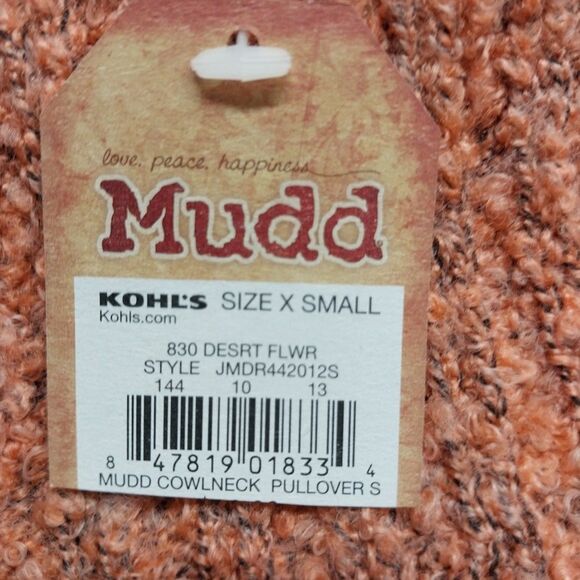 love. peace. happiness
Mudd
KOHL'S SIZE X SMALL
Kohls.com
830 DESRT FLWR
STYLE JMDR442012S
144 10 13
8 47819 01833 4
MUDD COWLNECK PULLOVER S